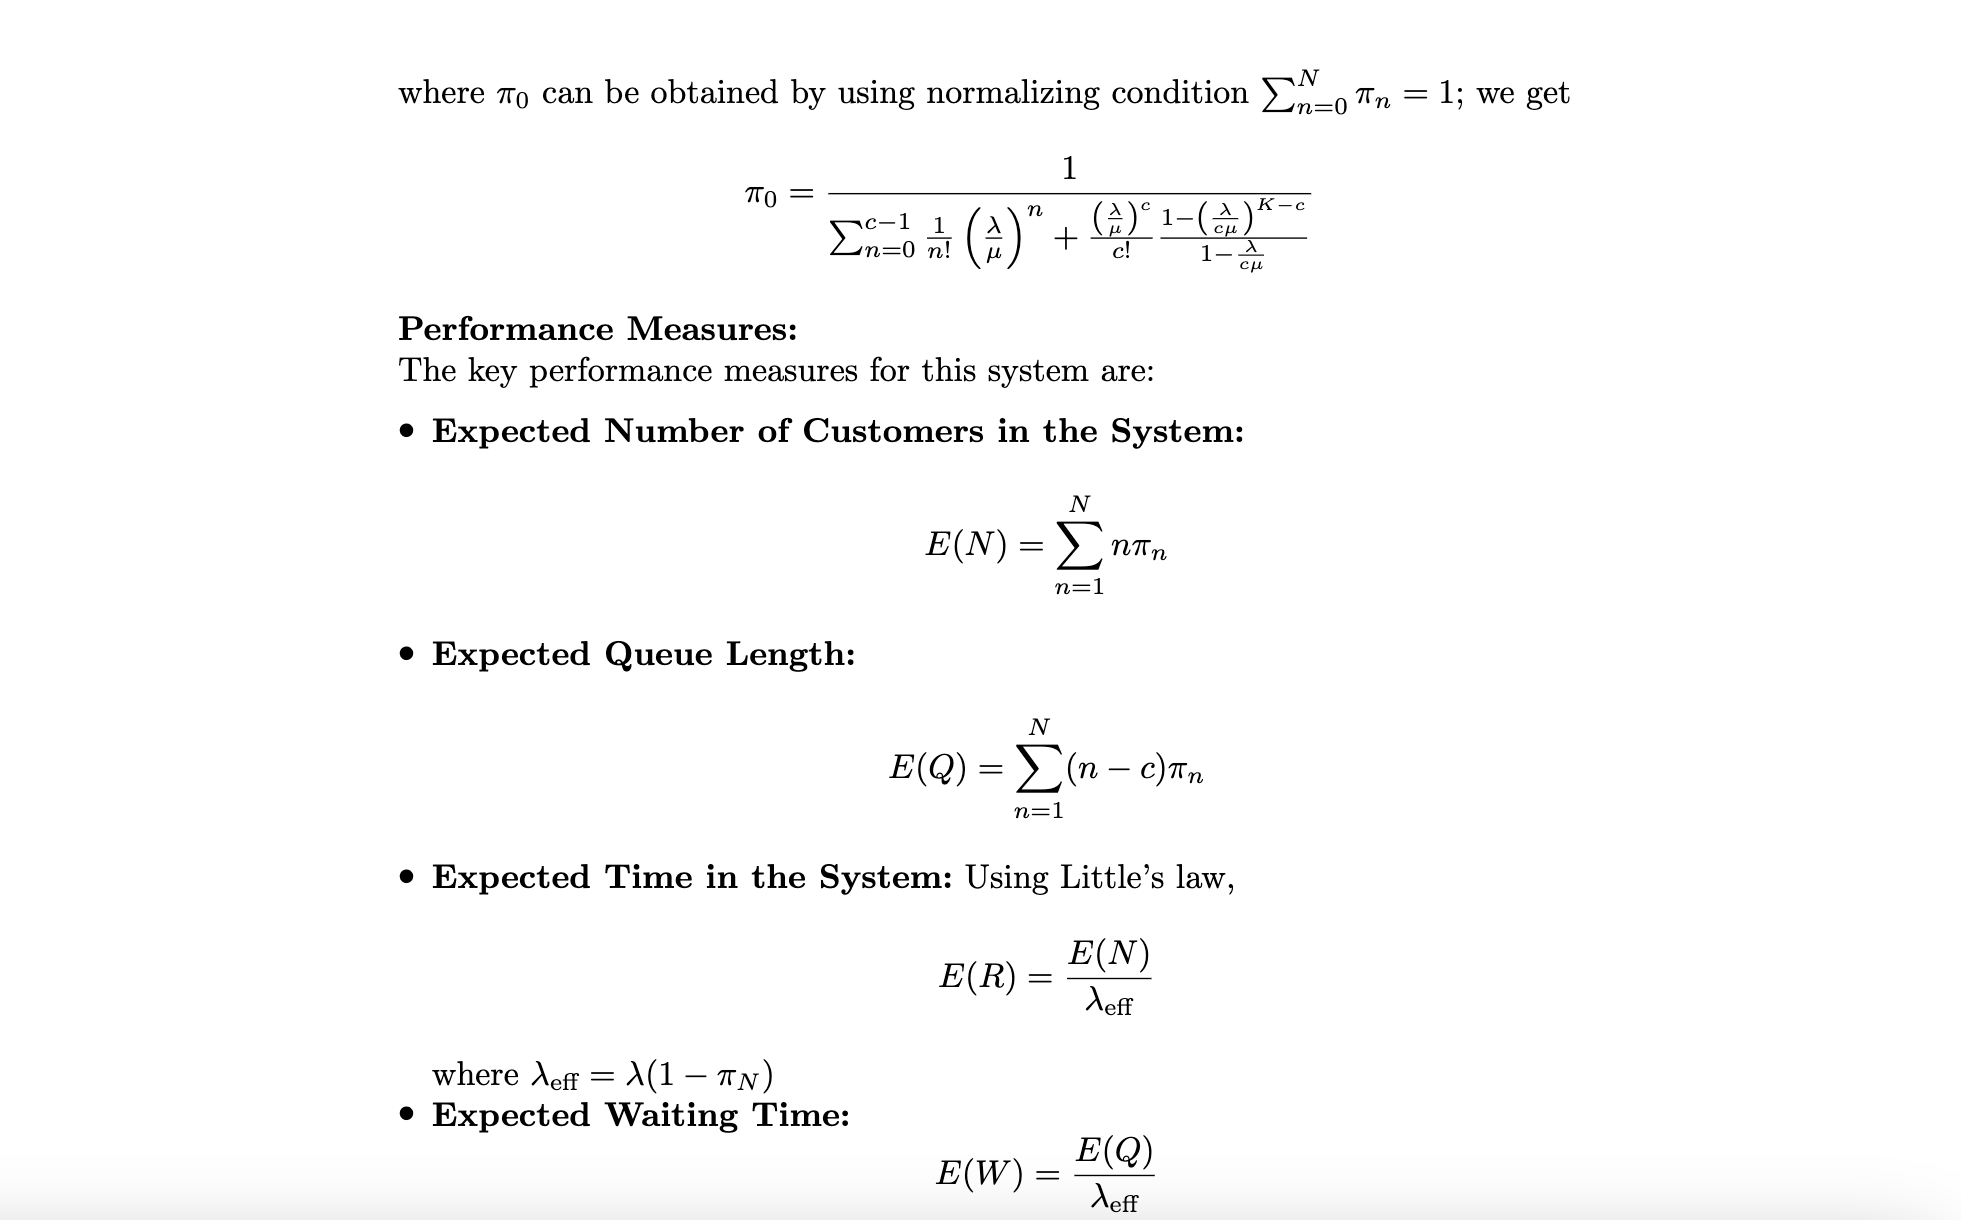 where $\pi_0$ can be obtained by using normalizing condition $\sum_{n=0}^{N} \pi_n = 1$; we get
$$\pi_0 = \frac{1}{\sum_{n=0}^{c-1} \frac{1}{n!} \left(\frac{\lambda}{\mu}\right)^n + \frac{\left(\frac{\lambda}{\mu}\right)^c}{c!} \frac{1-\left(\frac{\lambda}{c\mu}\right)^{K-c}}{1-\frac{\lambda}{c\mu}}}$$
Performance Measures:
The key performance measures for this system are:
• Expected Number of Customers in the System:
$$E(N) = \sum_{n=1}^{N} n\pi_n$$
• Expected Queue Length:
$$E(Q) = \sum_{n=1}^{N} (n - c)\pi_n$$
• Expected Time in the System: Using Little's law,
$$E(R) = \frac{E(N)}{\lambda_{\text{eff}}}$$
where $\lambda_{\text{eff}} = \lambda(1 - \pi_N)$
• Expected Waiting Time:
$$E(W) = \frac{E(Q)}{\lambda_{\text{eff}}}$$